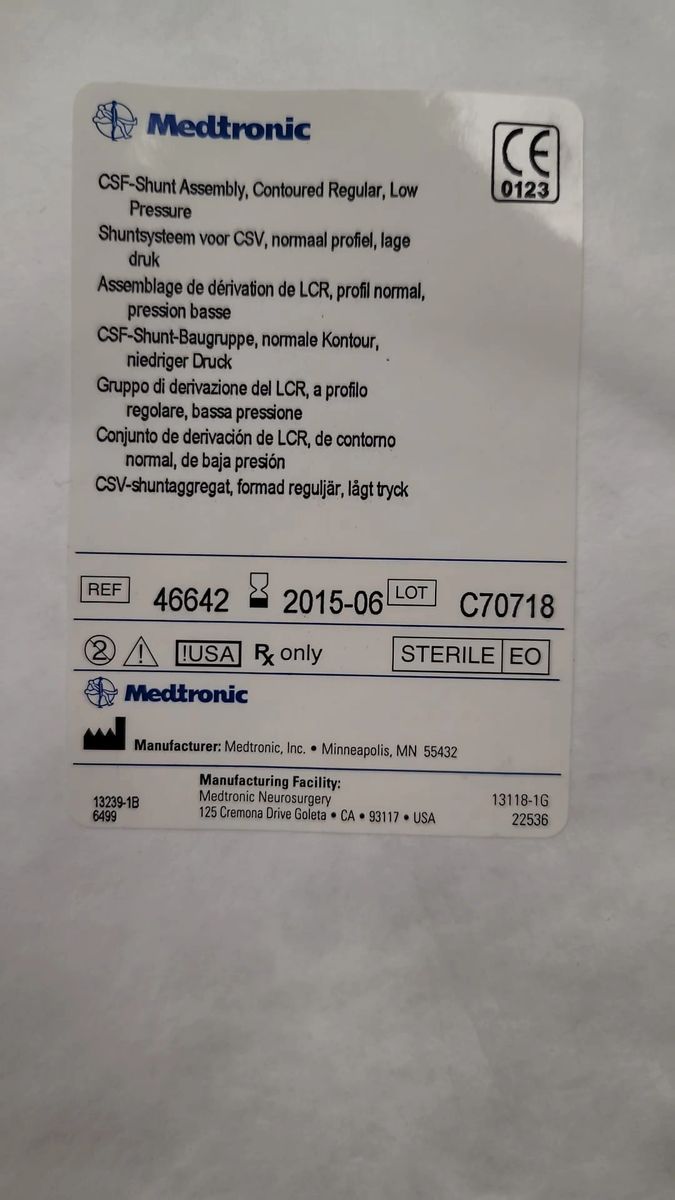 Medtronic
CE
0123
CSF-Shunt Assembly, Contoured Regular, Low
Pressure
Shuntsysteem voor CSV, normaal profiel, lage
druk
Assemblage de dérivation de LCR, profil normal,
pression basse
CSF-Shunt-Baugruppe, normale Kontour,
niedriger Druck
Gruppo di derivazione del LCR, a profilo
regolare, bassa pressione
Conjunto de derivación de LCR, de contorno
normal, de baja presión
CSV-shuntaggregat, formad reguljär, lågt tryck
REF 46642 2015-06 LOT C70718
2 ! !USA Rx only STERILE EO
Medtronic
Manufacturer: Medtronic, Inc. • Minneapolis, MN 55432
Manufacturing Facility:
Medtronic Neurosurgery
125 Cremona Drive Goleta • CA • 93117 • USA
13239-1B
6499
13118-1G
22536